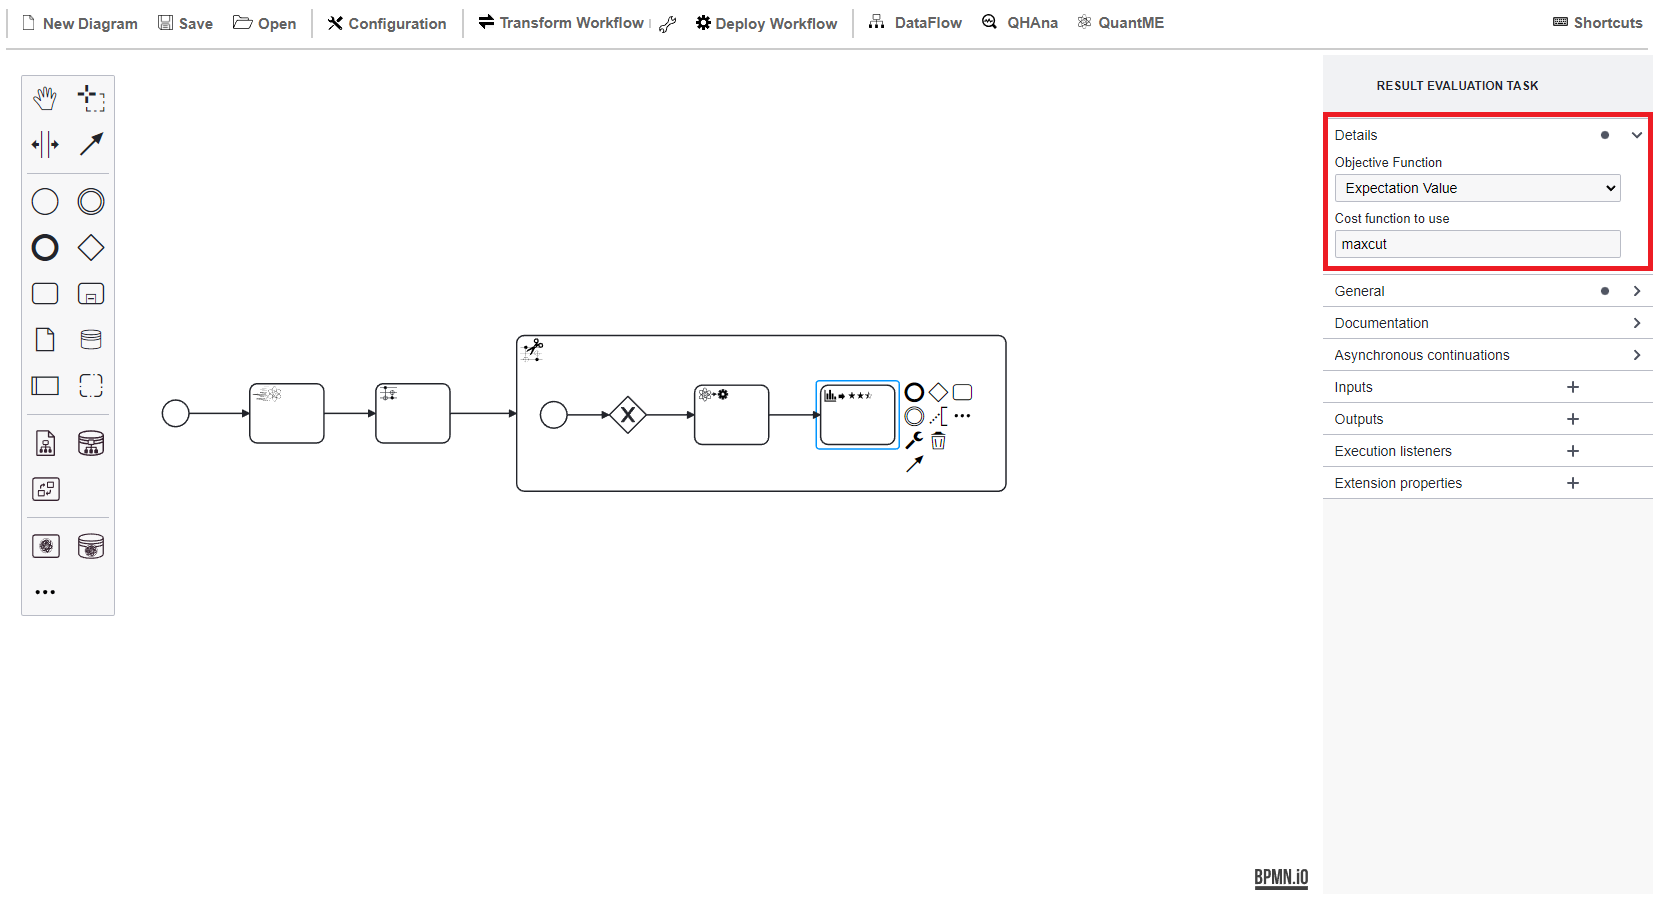 New Diagram Save Open Configuration Transform Workflow Deploy Workflow DataFlow QHAna QuantME Shortcuts
RESULT EVALUATION TASK
Details
Objective Function
Expectation Value
Cost function to use
maxcut
General
Documentation
Asynchronous continuations
Inputs
Outputs
Execution listeners
Extension properties
BPMN.iO